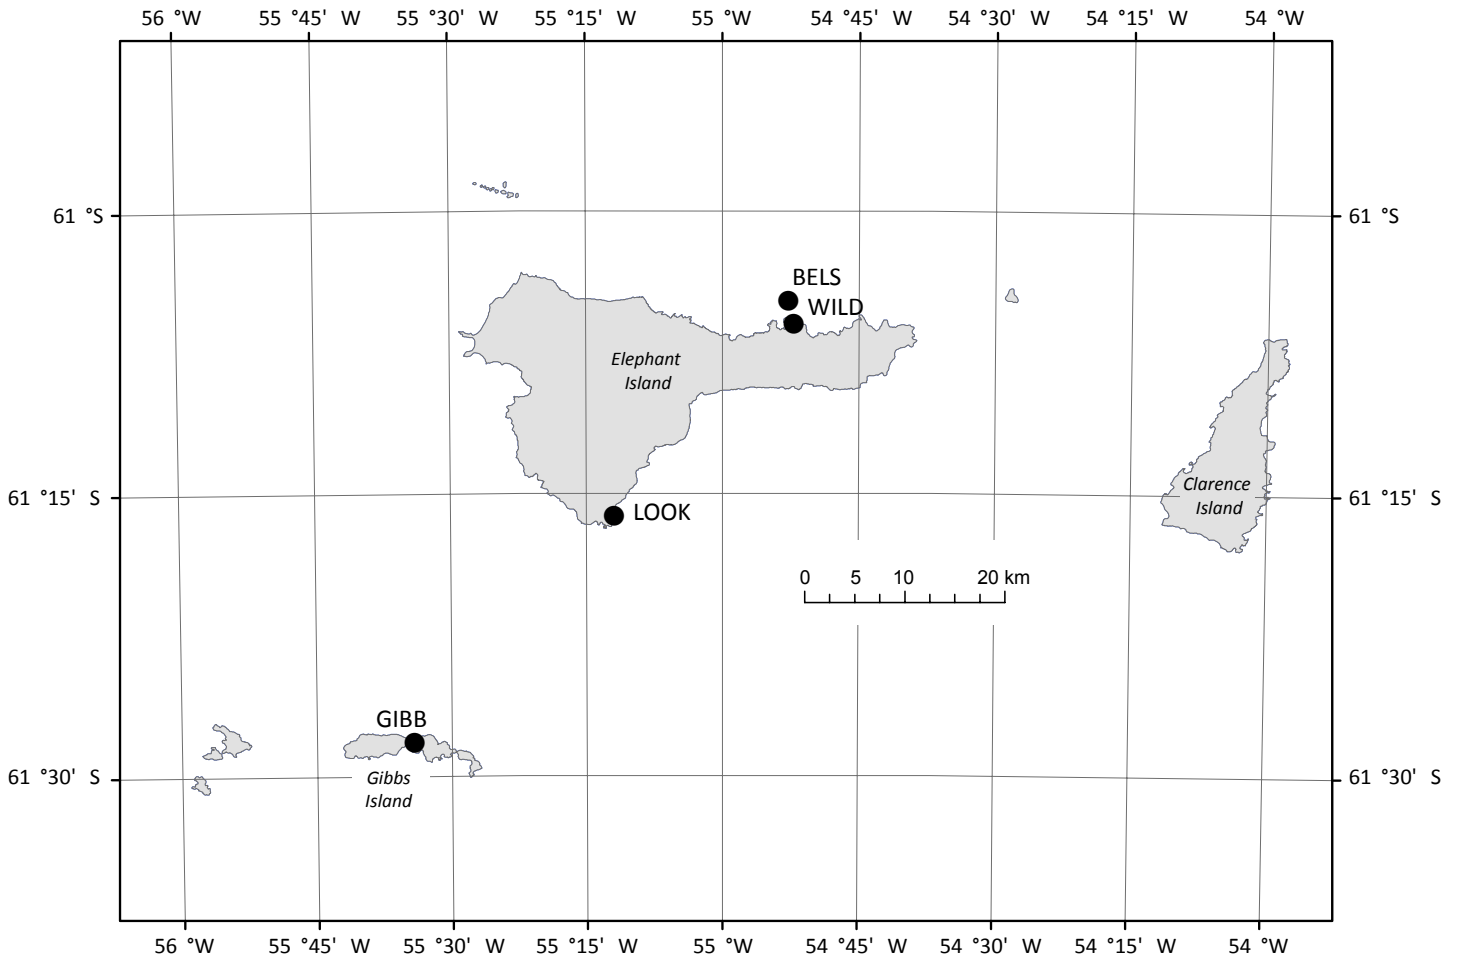 56 °W 55 °45' W 55 °30' W 55 °15' W 55 °W 54 °45' W 54 °30' W 54 °15' W 54 °W
61 °S 61 °S
BELS
WILD
Elephant
Island
Clarence
Island
61 °15' S 61 °15' S
LOOK
0 5 10 20 km
GIBB
Gibbs
Island
61 °30' S 61 °30' S
56 °W 55 °45' W 55 °30' W 55 °15' W 55 °W 54 °45' W 54 °30' W 54 °15' W 54 °W